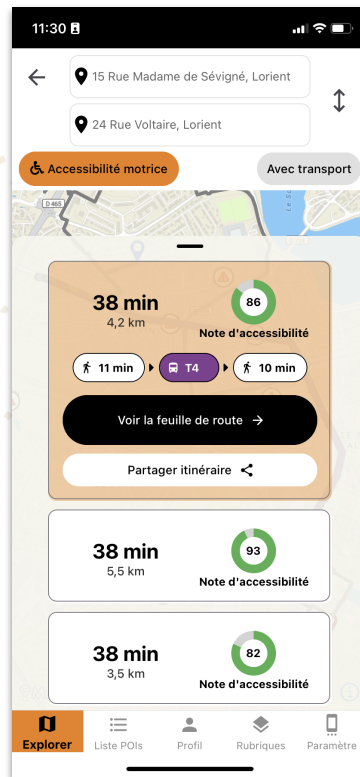 11:30
15 Rue Madame de Sévigné, Lorient
24 Rue Voltaire, Lorient
Accessibilité motrice
Avec transport
D 465
38 min
4,2 km
86
Note d'accessibilité
11 min
T4
10 min
Voir la feuille de route
Partager itinéraire
38 min
5,5 km
93
Note d'accessibilité
38 min
3,5 km
82
Note d'accessibilité
Explorer
Liste POIs
Profil
Rubriques
Paramètre